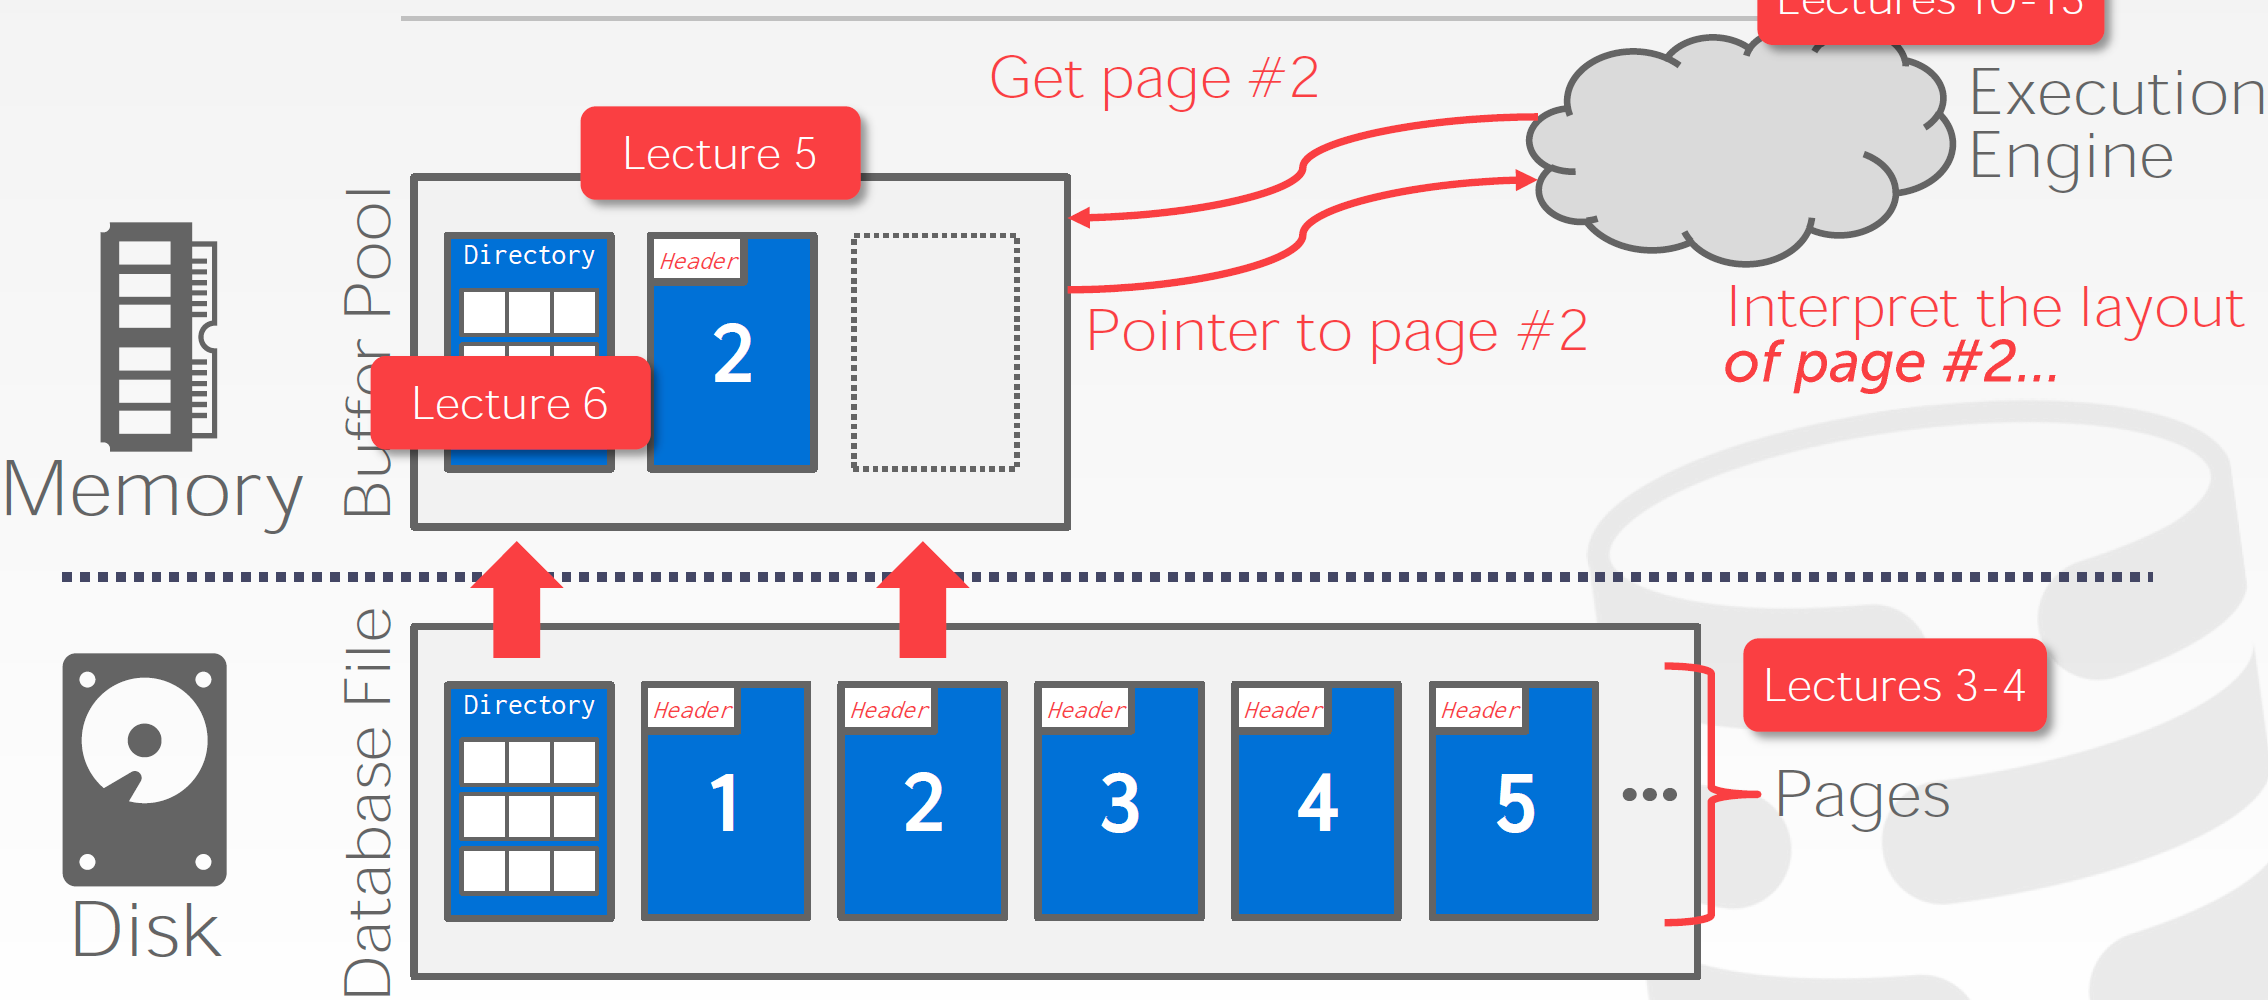 Lectures 10-13
Get page #2
Execution
Engine
Lecture 5
Buffer Pool
Directory
Header
2
Lecture 6
Pointer to page #2
Interpret the layout
of page #2...
Memory
Database File
Directory
Header
1
Header
2
Header
3
Header
4
Header
5
...
Lectures 3-4
Pages
Disk